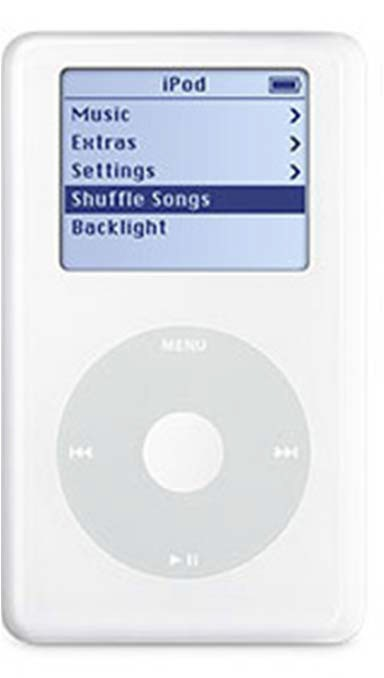 iPod
Music
Extras
Settings
Shuffle Songs
Backlight
MENU